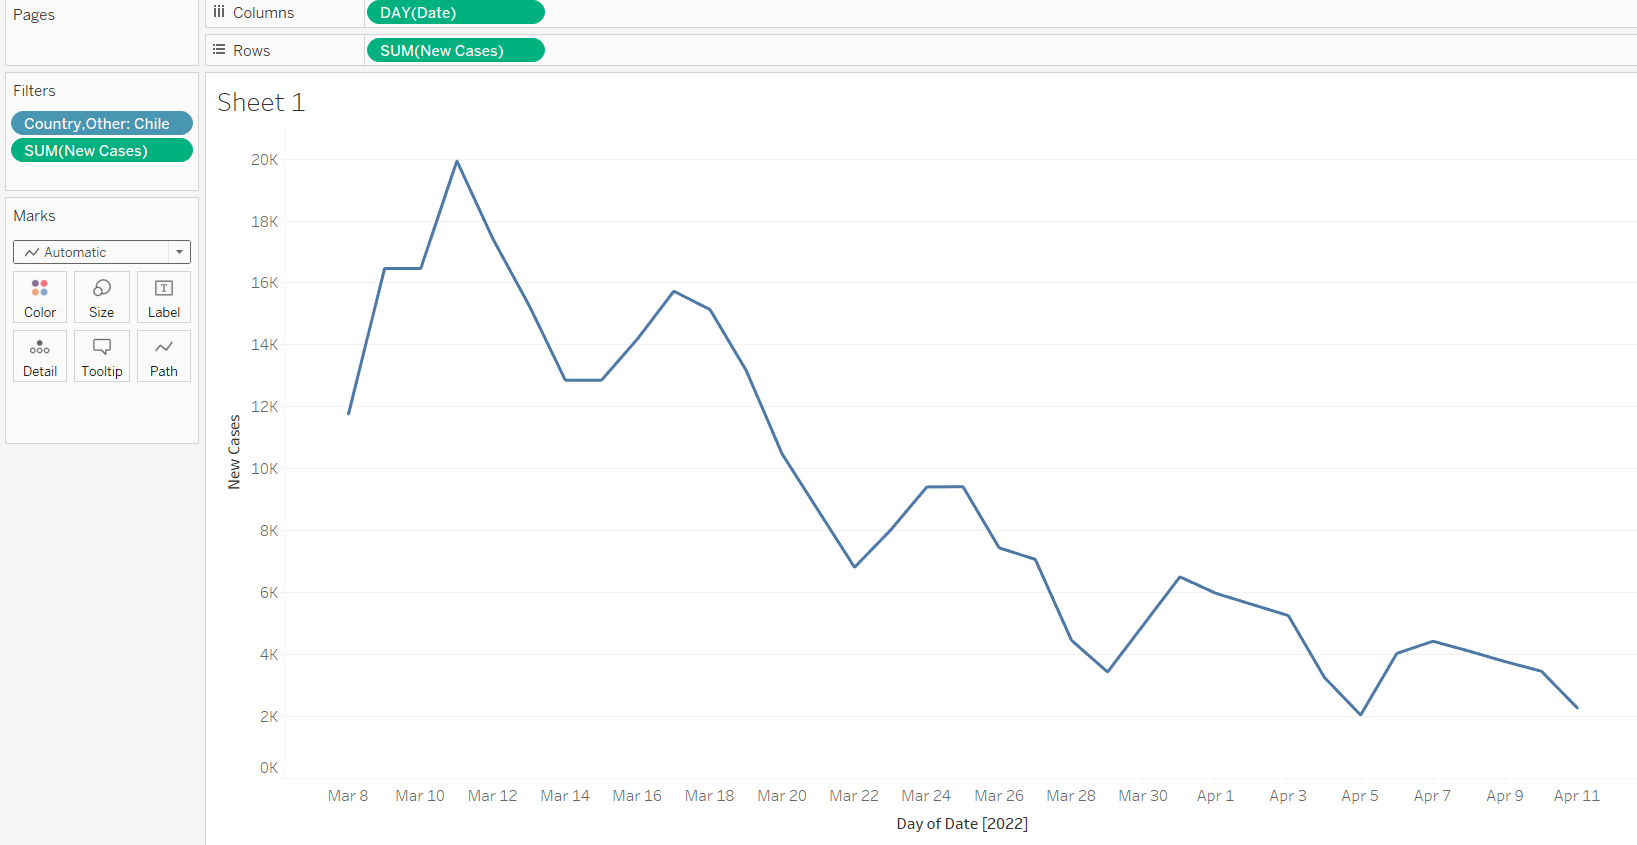 Pages
Columns
DAY(Date)
Rows
SUM(New Cases)
Filters
Country,Other: Chile
SUM(New Cases)
Marks
Automatic
Color
Size
Label
Detail
Tooltip
Path
Sheet 1
20K
18K
16K
14K
12K
10K
8K
6K
4K
2K
0K
New Cases
Mar 8 Mar 10 Mar 12 Mar 14 Mar 16 Mar 18 Mar 20 Mar 22 Mar 24 Mar 26 Mar 28 Mar 30 Apr 1 Apr 3 Apr 5 Apr 7 Apr 9 Apr 11
Day of Date [2022]